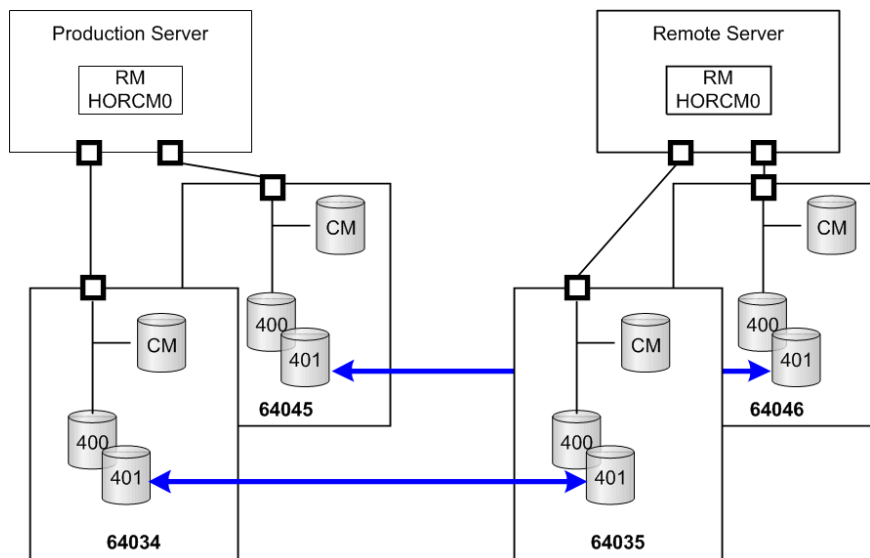 Production Server
RM
HORCM0
Remote Server
RM
HORCM0
CM
400
401
64045
CM
400
401
64046
CM
400
401
64034
CM
400
401
64035